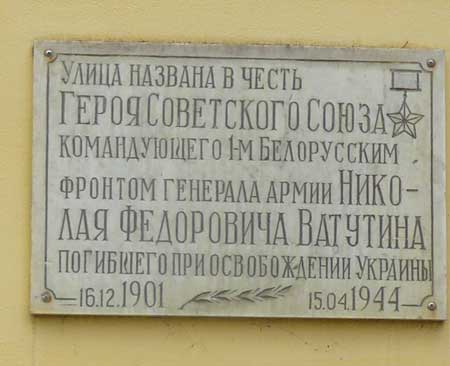 УЛИЦА НАЗВАНА В ЧЕСТЬ
ГЕРОЯ СОВЕТСКОГО СОЮЗА
КОМАНДУЮЩЕГО 1-М БЕЛОРУССКИМ
ФРОНТОМ ГЕНЕРАЛА АРМИИ НИКО-
ЛАЯ ФЕДОРОВИЧА ВАТУТИНА
ПОГИБШЕГО ПРИ ОСВОБОЖДЕНИИ УКРАИНЫ
—16.12.1901 15.04.1944—